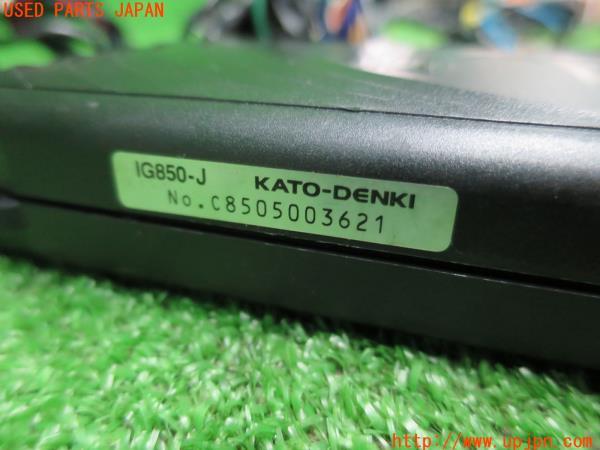 USED PARTS JAPAN
IG850-J KATO-DENKI
No.C8505003621
http://www.upjpn.com